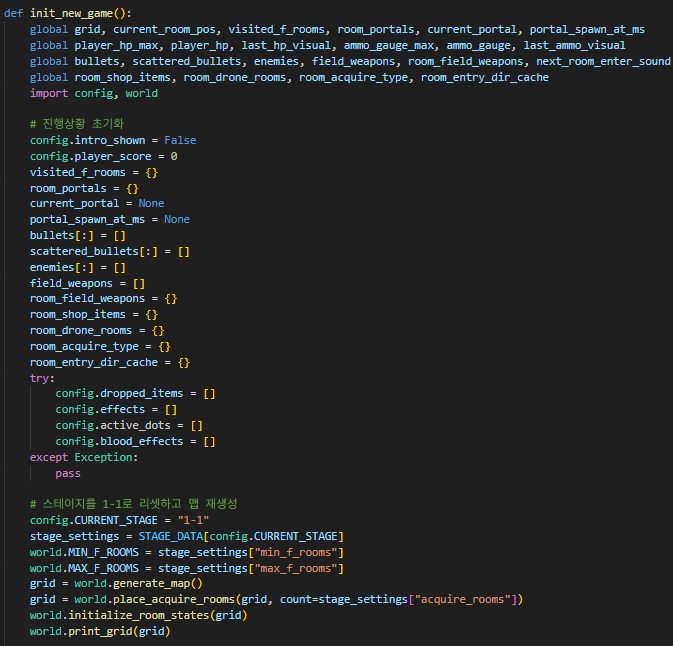 def init_new_game():
    global grid, current_room_pos, visited_f_rooms, room_portals, current_portal, portal_spawn_at_ms
    global player_hp_max, player_hp, last_hp_visual, ammo_gauge_max, ammo_gauge, last_ammo_visual
    global bullets, scattered_bullets, enemies, field_weapons, room_field_weapons, next_room_enter_sound
    global room_shop_items, room_drone_rooms, room_acquire_type, room_entry_dir_cache
    import config, world

    # 진행상황 초기화
    config.intro_shown = False
    config.player_score = 0
    visited_f_rooms = {}
    room_portals = {}
    current_portal = None
    portal_spawn_at_ms = None
    bullets[:] = []
    scattered_bullets[:] = []
    enemies[:] = []
    field_weapons = []
    room_field_weapons = {}
    room_shop_items = {}
    room_drone_rooms = {}
    room_acquire_type = {}
    room_entry_dir_cache = {}
    try:
        config.dropped_items = []
        config.effects = []
        config.active_dots = []
        config.blood_effects = []
    except Exception:
        pass

    # 스테이지를 1-1로 리셋하고 맵 재생성
    config.CURRENT_STAGE = "1-1"
    stage_settings = STAGE_DATA[config.CURRENT_STAGE]
    world.MIN_F_ROOMS = stage_settings["min_f_rooms"]
    world.MAX_F_ROOMS = stage_settings["max_f_rooms"]
    grid = world.generate_map()
    grid = world.place_acquire_rooms(grid, count=stage_settings["acquire_rooms"])
    world.initialize_room_states(grid)
    world.print_grid(grid)